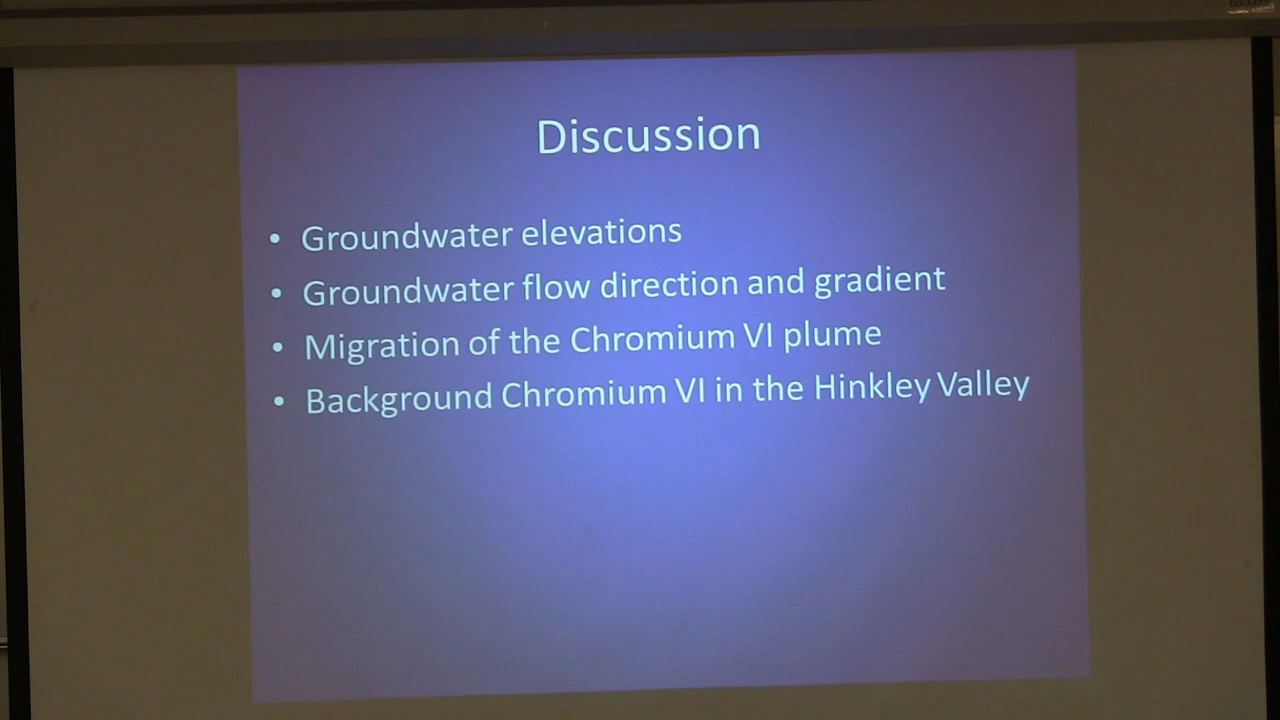 Discussion
• Groundwater elevations
• Groundwater flow direction and gradient
• Migration of the Chromium VI plume
• Background Chromium VI in the Hinkley Valley